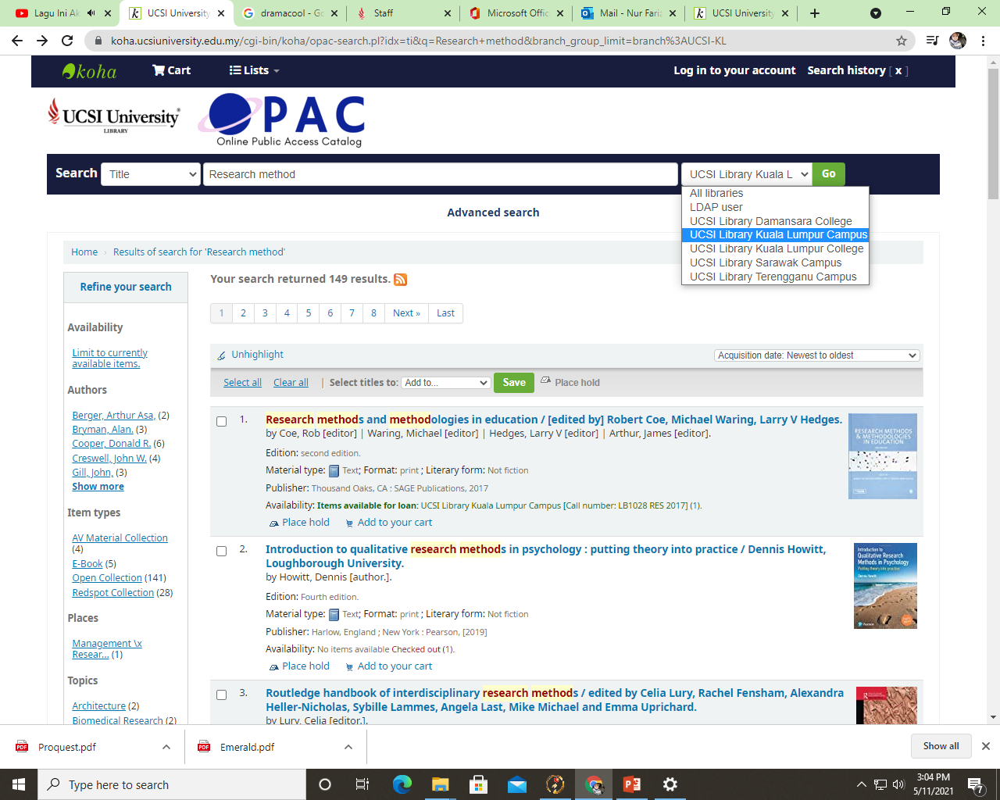 Lagu Ini Ak
UCSI University
dramacool - Go
Staff
Microsoft Offic
Mail - Nur Fariz
UCSI University
koha.ucsiuniversity.edu.my/cgi-bin/koha/opac-search.pl?idx=ti&q=Research+method&branch_group_limit=branch%3AUCSI-KL
koha
Cart
Lists
Log in to your account
Search history [ x ]
UCSI University
LIBRARY
OPAC
Online Public Access Catalog
Search
Title
Research method
UCSI Library Kuala L
Go
All libraries
LDAP user
UCSI Library Damansara College
UCSI Library Kuala Lumpur Campus
UCSI Library Kuala Lumpur College
UCSI Library Sarawak Campus
UCSI Library Terengganu Campus
Advanced search
Home › Results of search for 'Research method'
Refine your search
Availability
Limit to currently
available items.
Authors
Berger, Arthur Asa, (2)
Bryman, Alan. (3)
Cooper, Donald R. (6)
Creswell, John W. (4)
Gill, John, (3)
Show more
Item types
AV Material Collection
(4)
E-Book (5)
Open Collection (141)
Redspot Collection (28)
Places
Management \x
Resear... (1)
Topics
Architecture (2)
Biomedical Research (2)
Your search returned 149 results.
1 2 3 4 5 6 7 8 Next » Last
Unhighlight
Acquisition date: Newest to oldest
Select all Clear all | Select titles to: Add to... Save Place hold
1. Research methods and methodologies in education / [edited by] Robert Coe, Michael Waring, Larry V Hedges.
by Coe, Rob [editor] | Waring, Michael [editor] | Hedges, Larry V [editor] | Arthur, James [editor].
Edition: second edition.
Material type: Text; Format: print ; Literary form: Not fiction
Publisher: Thousand Oaks, CA : SAGE Publications, 2017
Availability: Items available for loan: UCSI Library Kuala Lumpur Campus [Call number: LB1028 RES 2017] (1).
Place hold Add to your cart
RESEARCH METHODS
& METHODOLOGIES
IN EDUCATION
2. Introduction to qualitative research methods in psychology : putting theory into practice / Dennis Howitt,
Loughborough University.
by Howitt, Dennis [author.].
Edition: Fourth edition.
Material type: Text; Format: print ; Literary form: Not fiction
Publisher: Harlow, England ; New York : Pearson, [2019]
Availability: No items available Checked out (1).
Place hold Add to your cart
Introduction to
Qualitative Research
Methods in Psychology
Putting theory into practice
Dennis Howitt
Pearson
3. Routledge handbook of interdisciplinary research methods / edited by Celia Lury, Rachel Fensham, Alexandra
Heller-Nicholas, Sybille Lammes, Angela Last, Mike Michael and Emma Uprichard.
by Lury, Celia [editor.].
Proquest.pdf
Emerald.pdf
Show all
Type here to search
3:04 PM
5/11/2021
7